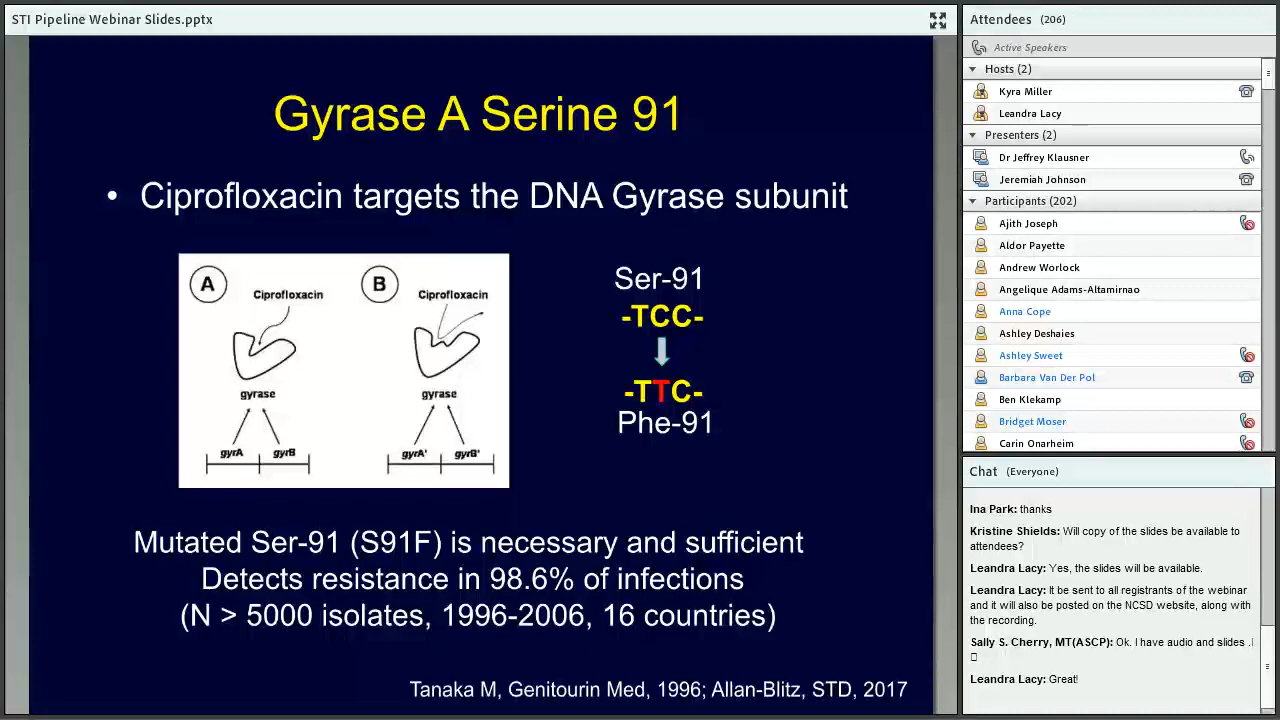 STI Pipeline Webinar Slides.pptx
Gyrase A Serine 91
• Ciprofloxacin targets the DNA Gyrase subunit
A
Ciprofloxacin
gyrase
gyrA gyrB
B
Ciprofloxacin
gyrase
gyrA' gyrB'
Ser-91
-TCC-
-TTC-
Phe-91
Mutated Ser-91 (S91F) is necessary and sufficient
Detects resistance in 98.6% of infections
(N > 5000 isolates, 1996-2006, 16 countries)
Tanaka M, Genitourin Med, 1996; Allan-Blitz, STD, 2017
Attendees (206)
Active Speakers
Hosts (2)
Kyra Miller
Leandra Lacy
Presenters (2)
Dr Jeffrey Klausner
Jeremiah Johnson
Participants (202)
Ajith Joseph
Aldor Payette
Andrew Worlock
Angelique Adams-Altamirnao
Anna Cope
Ashley Deshaies
Ashley Sweet
Barbara Van Der Pol
Ben Klekamp
Bridget Moser
Carin Onarheim
Chat (Everyone)
Ina Park: thanks
Kristine Shields: Will copy of the slides be available to
attendees?
Leandra Lacy: Yes, the slides will be available.
Leandra Lacy: It be sent to all registrants of the webinar
and it will also be posted on the NCSD website, along with
the recording.
Sally S. Cherry, MT(ASCP): Ok. I have audio and slides .I
Leandra Lacy: Great!